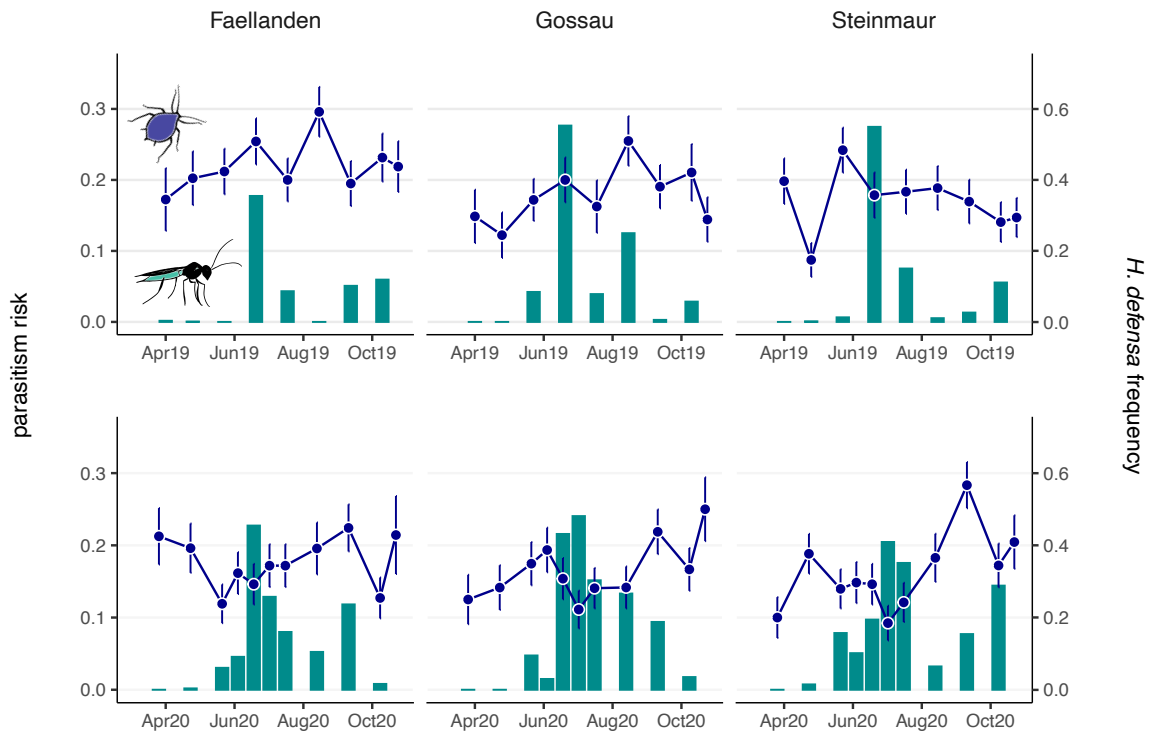 Faellanden Gossau Steinmaur
0.3 0.6
0.2 0.4
0.1 0.2
0.0 0.0
Apr19 Jun19 Aug19 Oct19 Apr19 Jun19 Aug19 Oct19 Apr19 Jun19 Aug19 Oct19
parasitism risk
H. defensa frequency
0.3 0.6
0.2 0.4
0.1 0.2
0.0 0.0
Apr20 Jun20 Aug20 Oct20 Apr20 Jun20 Aug20 Oct20 Apr20 Jun20 Aug20 Oct20